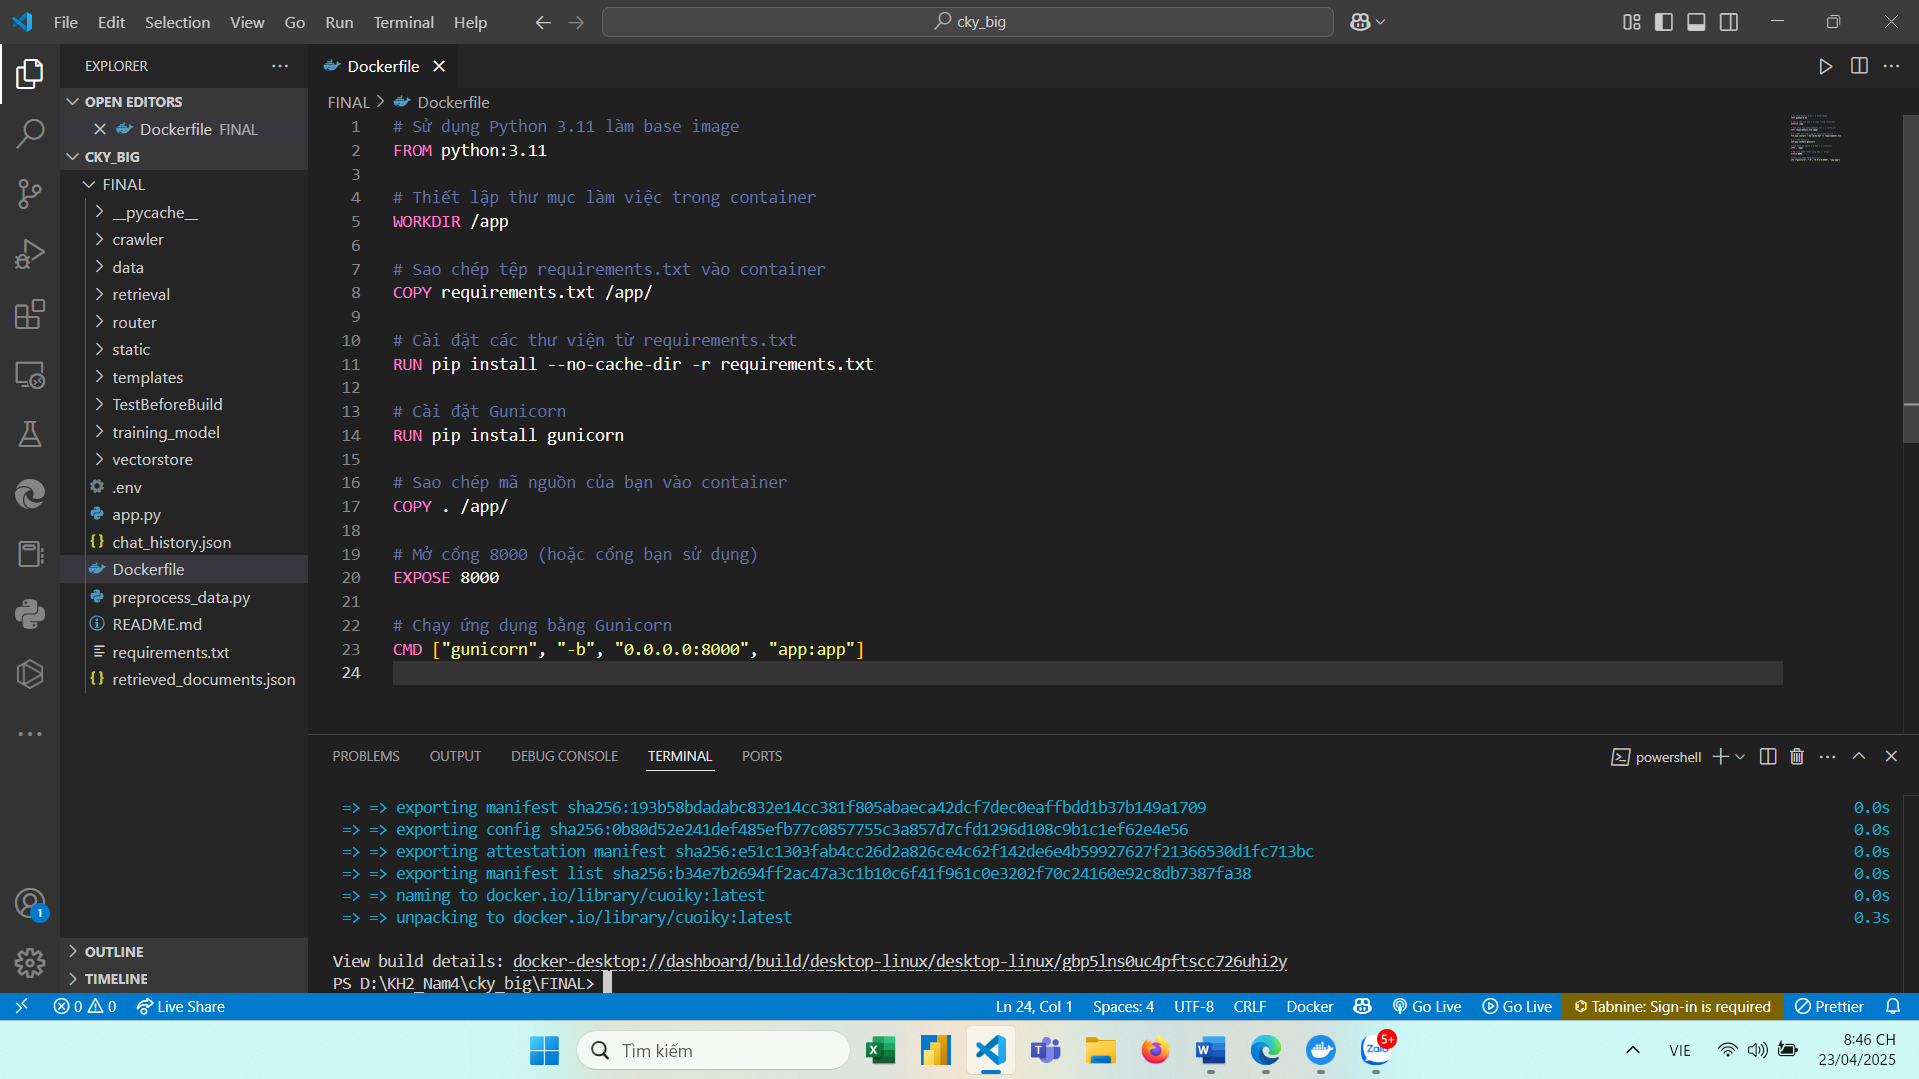 File Edit Selection View Go Run Terminal Help
cky_big
EXPLORER
OPEN EDITORS
Dockerfile FINAL
CKY_BIG
FINAL
__pycache__
crawler
data
retrieval
router
static
templates
TestBeforeBuild
training_model
vectorstore
.env
app.py
chat_history.json
Dockerfile
preprocess_data.py
README.md
requirements.txt
retrieved_documents.json
OUTLINE
TIMELINE
1
Dockerfile
FINAL > Dockerfile
1 # Sử dụng Python 3.11 làm base image
2 FROM python:3.11
3
4 # Thiết lập thư mục làm việc trong container
5 WORKDIR /app
6
7 # Sao chép tệp requirements.txt vào container
8 COPY requirements.txt /app/
9
10 # Cài đặt các thư viện từ requirements.txt
11 RUN pip install --no-cache-dir -r requirements.txt
12
13 # Cài đặt Gunicorn
14 RUN pip install gunicorn
15
16 # Sao chép mã nguồn của bạn vào container
17 COPY . /app/
18
19 # Mở cổng 8000 (hoặc cổng bạn sử dụng)
20 EXPOSE 8000
21
22 # Chạy ứng dụng bằng Gunicorn
23 CMD ["gunicorn", "-b", "0.0.0.0:8000", "app:app"]
24
PROBLEMS OUTPUT DEBUG CONSOLE TERMINAL PORTS
powershell
=> => exporting manifest sha256:193b58bdadabc832e14cc381f805abaeca42dcf7dec0eaffbdd1b37b149a1709 0.0s
=> => exporting config sha256:0b80d52e241def485efb77c0857755c3a857d7cfd1296d108c9b1c1ef62e4e56 0.0s
=> => exporting attestation manifest sha256:e51c1303fab4cc26d2a826ce4c62f142de6e4b59927627f21366530d1fc713bc 0.0s
=> => exporting manifest list sha256:b34e7b2694ff2ac47a3c1b10c6f41f961c0e3202f70c24160e92c8db7387fa38 0.0s
=> => naming to docker.io/library/cuoiky:latest 0.0s
=> => unpacking to docker.io/library/cuoiky:latest 0.3s
View build details: docker-desktop://dashboard/build/desktop-linux/desktop-linux/gbp5lns0uc4pftscc726uhi2y
PS D:\KH2_Nam4\cky_big\FINAL>
0 0 Live Share
Ln 24, Col 1 Spaces: 4 UTF-8 CRLF Docker Go Live Go Live Tabnine: Sign-in is required Prettier
Tìm kiếm
Zalo
5+
VIE
8:46 CH
23/04/2025